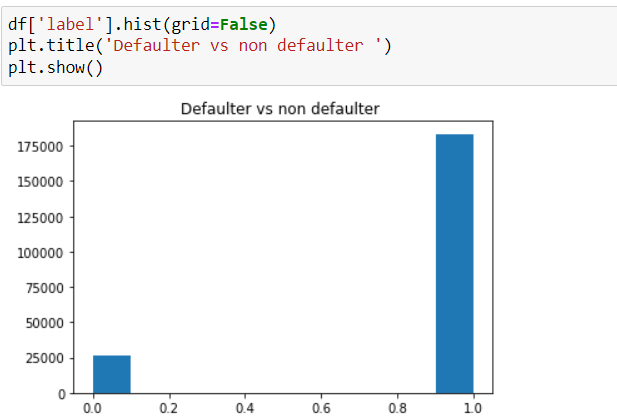 df['label'].hist(grid=False)
plt.title('Defaulter vs non defaulter ')
plt.show()
Defaulter vs non defaulter
175000
150000
125000
100000
75000
50000
25000
0
0.0 0.2 0.4 0.6 0.8 1.0